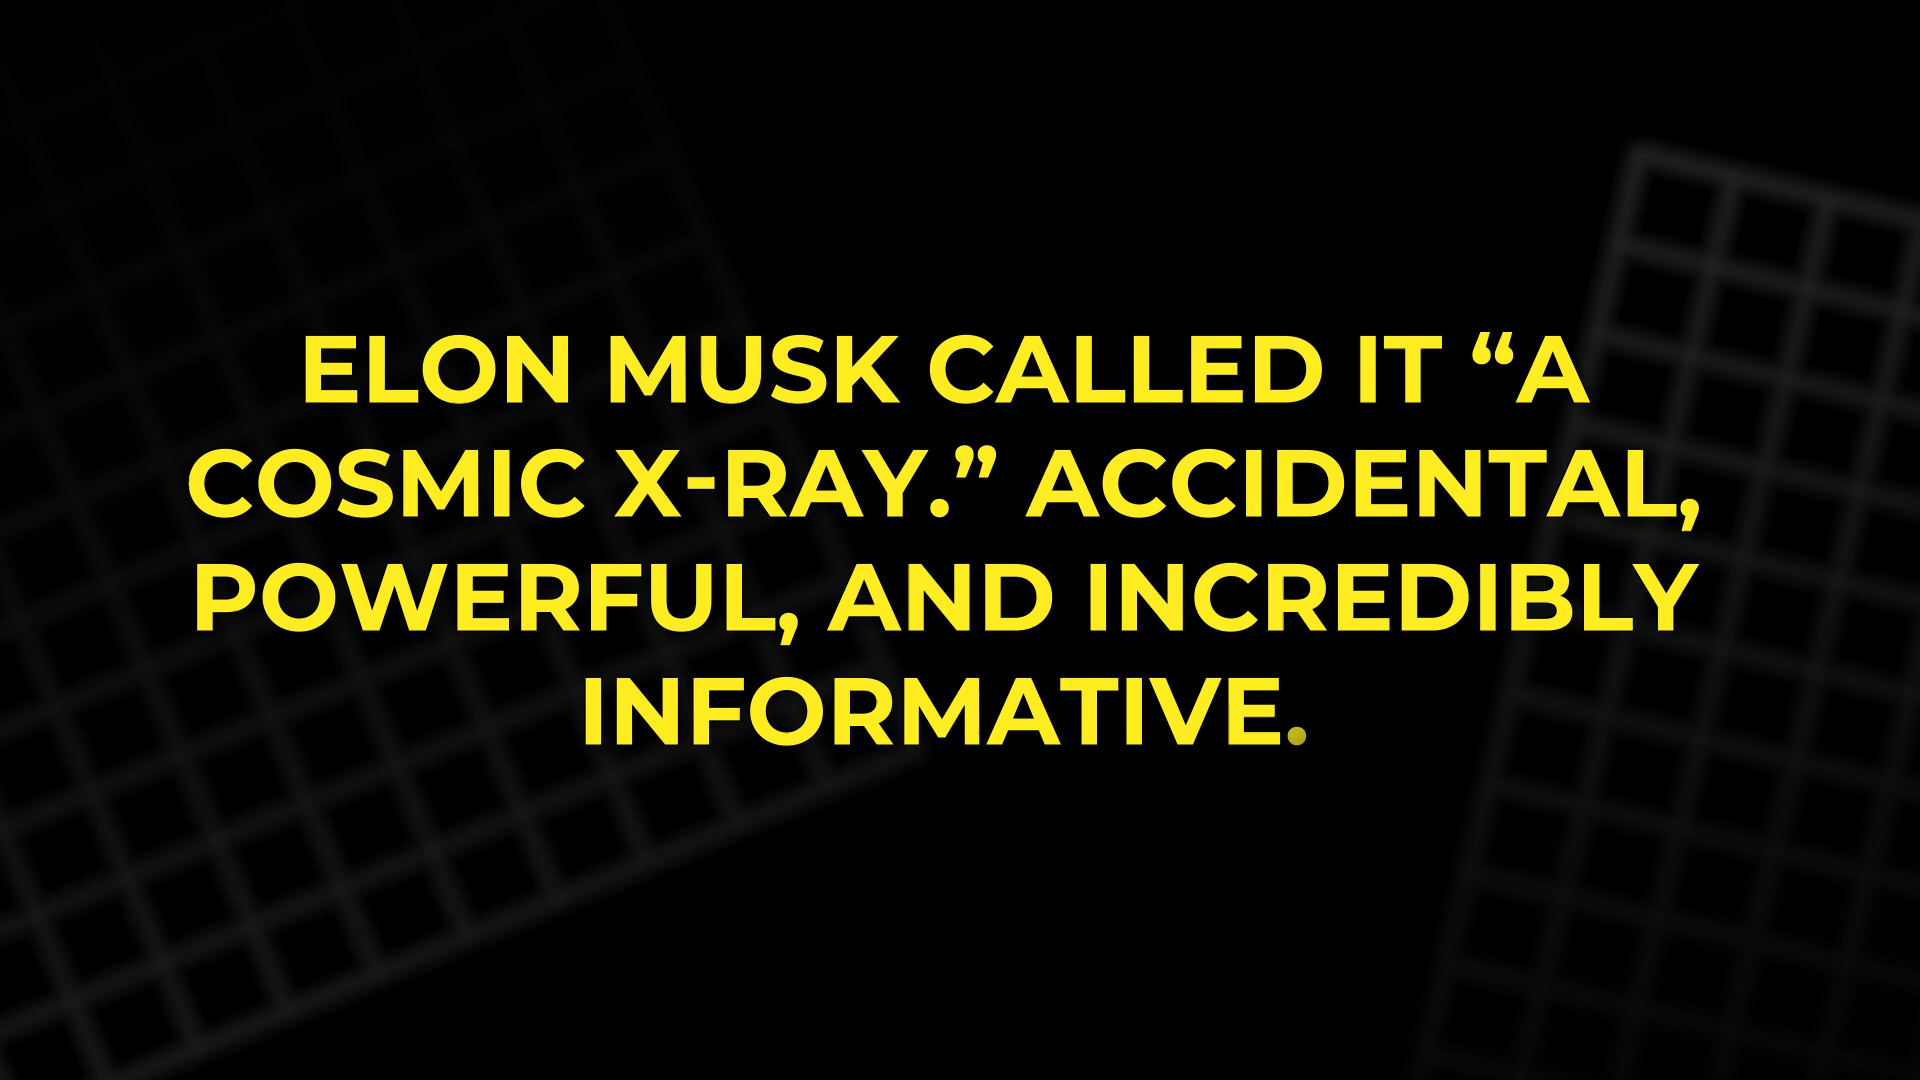 ELON MUSK CALLED IT “A
COSMIC X-RAY.” ACCIDENTAL,
POWERFUL, AND INCREDIBLY
INFORMATIVE.